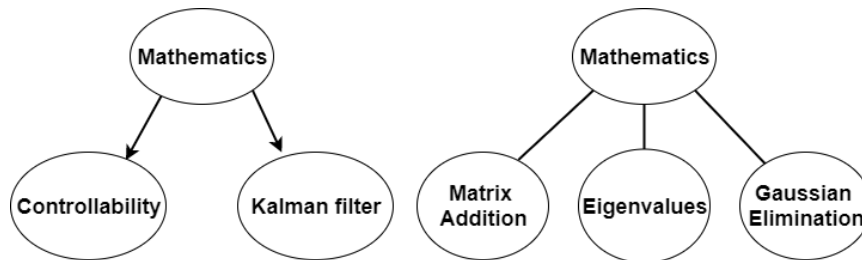 Mathematics
Controllability
Kalman filter
Mathematics
Matrix
Addition
Eigenvalues
Gaussian
Elimination